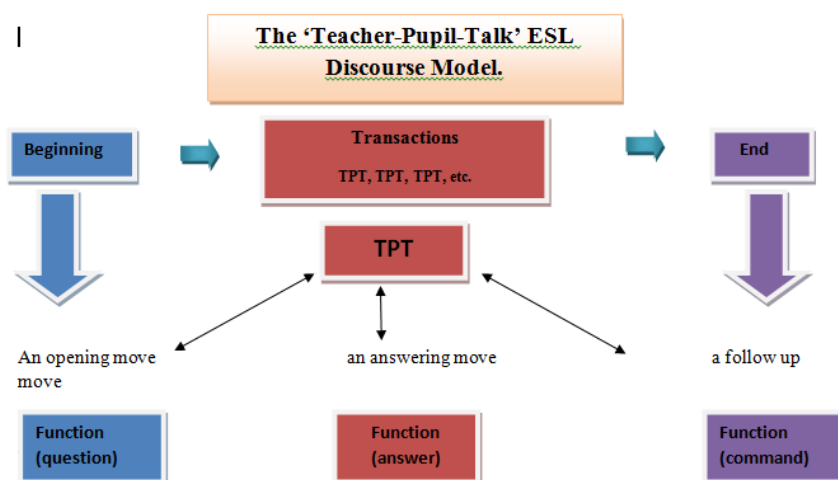 The ‘Teacher-Pupil-Talk’ ESL
Discourse Model.
Beginning
Transactions
TPT, TPT, TPT, etc.
End
TPT
An opening move
move
an answering move
a follow up
Function
(question)
Function
(answer)
Function
(command)